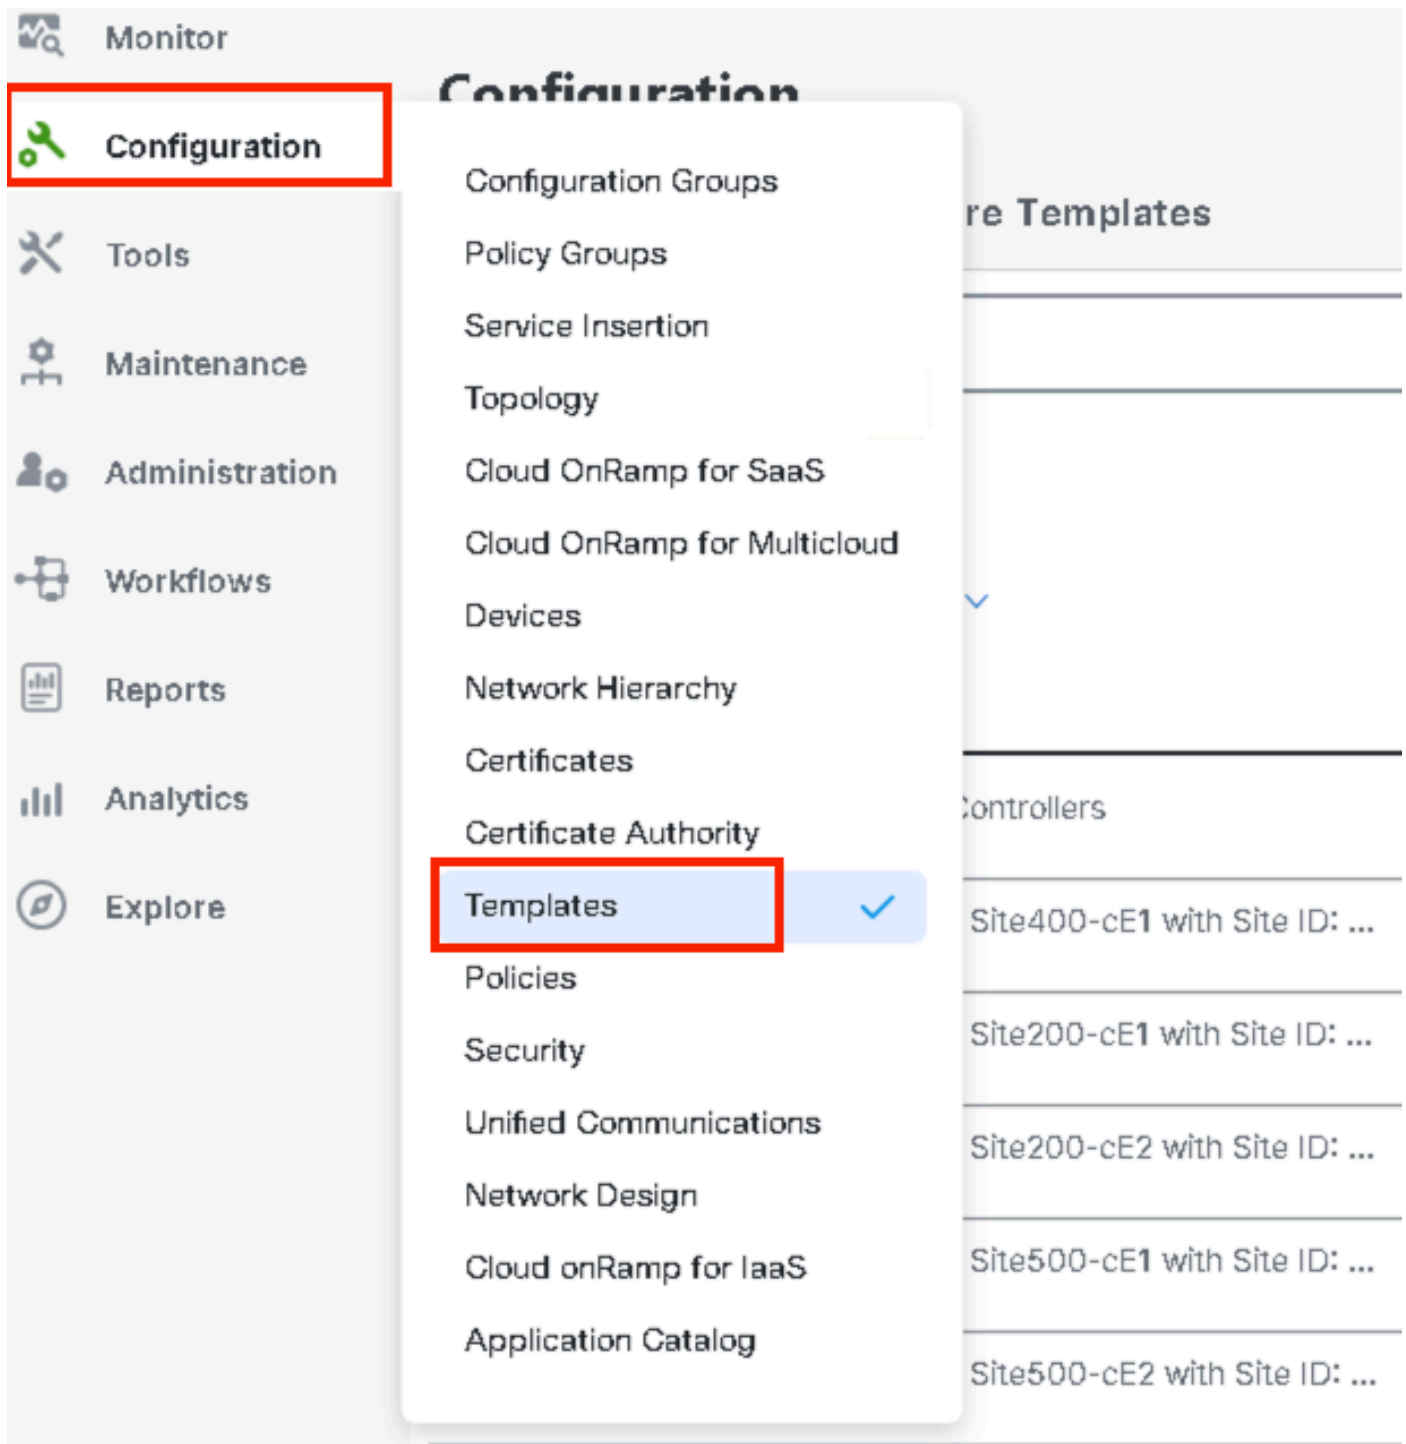 Monitor
Configuration
Tools
Maintenance
Administration
Workflows
Reports
Analytics
Explore
Configuration
Configuration Groups
Policy Groups
Service Insertion
Topology
Cloud OnRamp for SaaS
Cloud OnRamp for Multicloud
Devices
Network Hierarchy
Certificates
Certificate Authority
Templates
Policies
Security
Unified Communications
Network Design
Cloud onRamp for IaaS
Application Catalog
re Templates
Controllers
Site400-cE1 with Site ID: ...
Site200-cE1 with Site ID: ...
Site200-cE2 with Site ID: ...
Site500-cE1 with Site ID: ...
Site500-cE2 with Site ID: ...